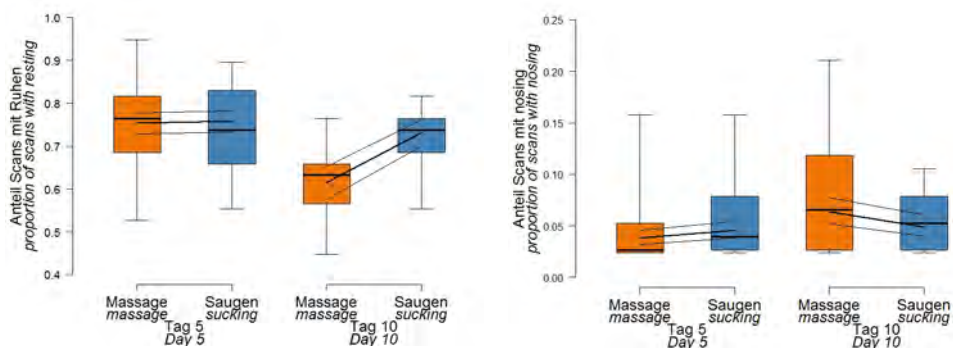 Anteil Scans mit Ruhen
proportion of scans with resting
1.0
0.9
0.8
0.7
0.6
0.5
0.4
Massage
massage
Saugen
sucking
Massage
massage
Saugen
sucking
Tag 5
Day 5
Tag 10
Day 10
Anteil Scans mit nosing
proportion of scans with nosing
0.25
0.20
0.15
0.10
0.05
0.00
Massage
massage
Saugen
sucking
Massage
massage
Saugen
sucking
Tag 5
Day 5
Tag 10
Day 10